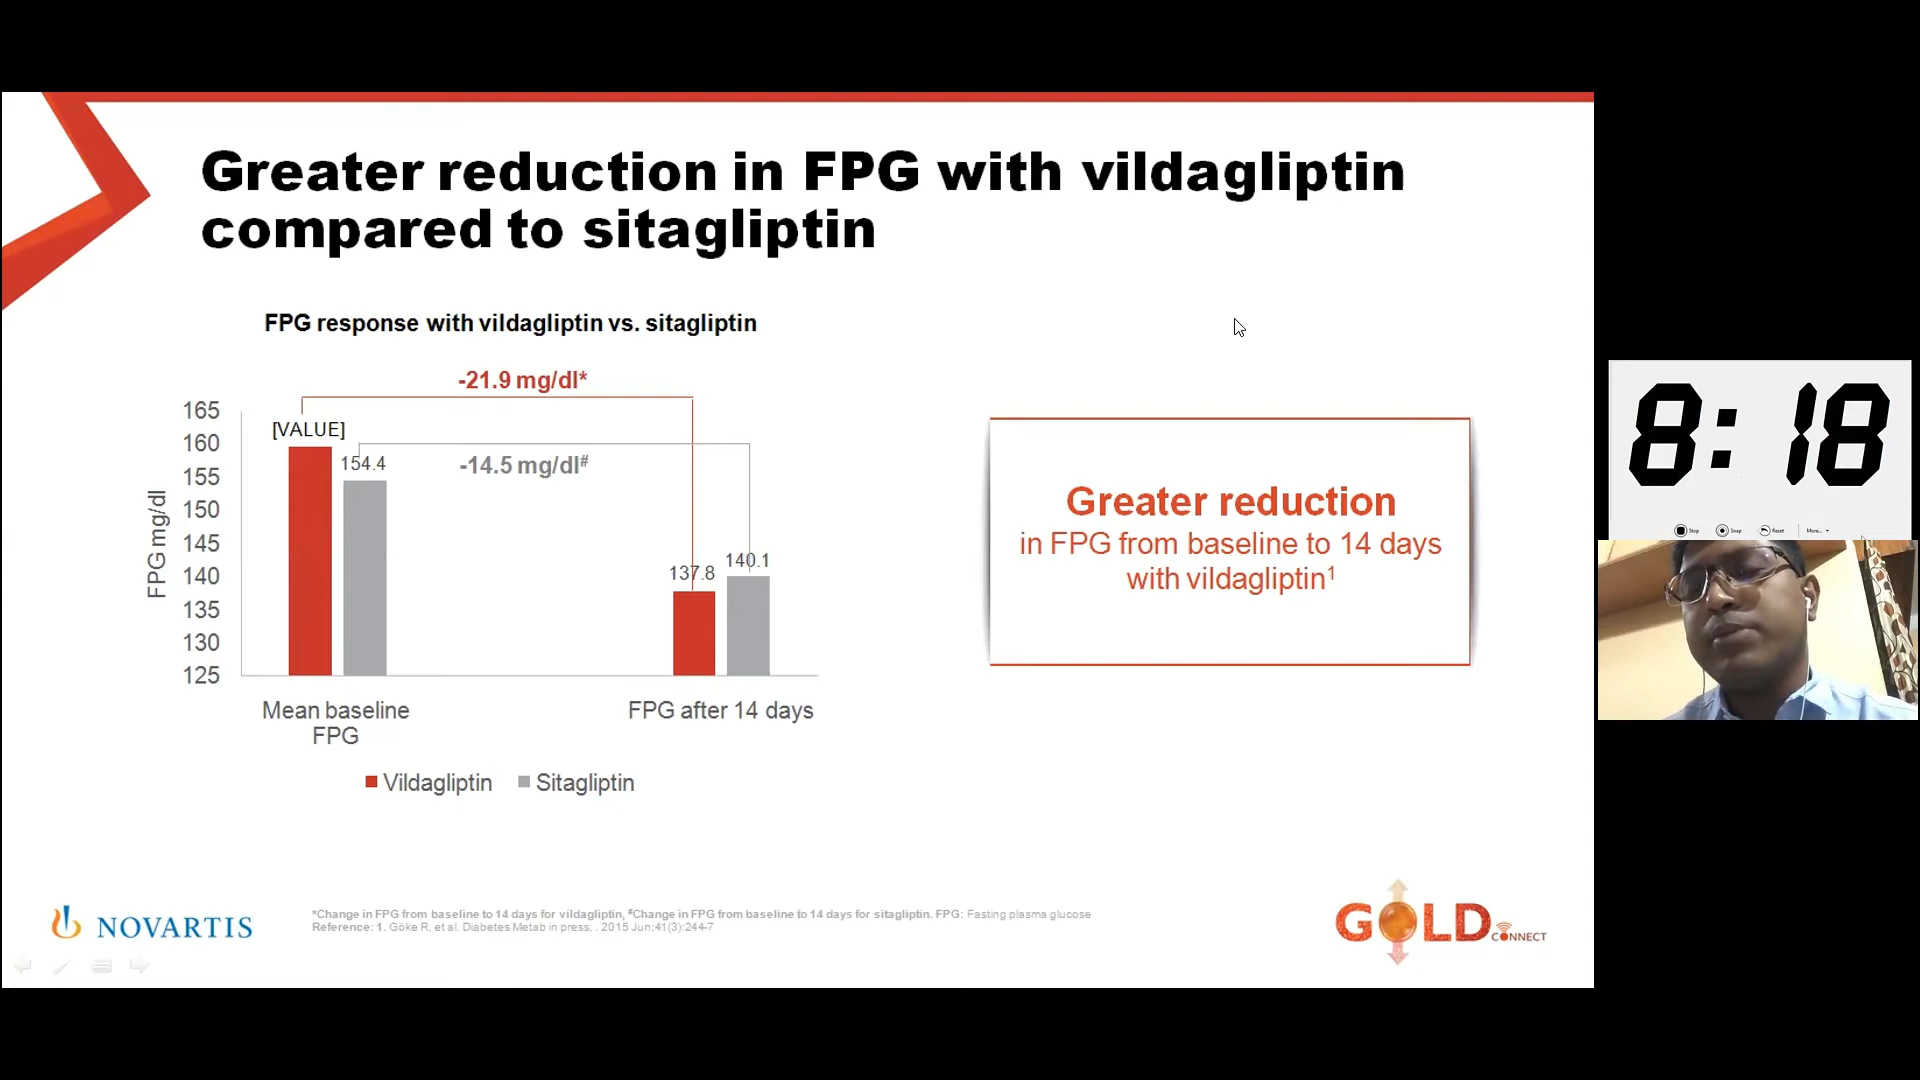 Greater reduction in FPG with vildagliptin
compared to sitagliptin
FPG response with vildagliptin vs. sitagliptin
-21.9 mg/dl*
-14.5 mg/dl#
[VALUE]
154.4
137.8
140.1
165
160
155
150
145
140
135
130
125
FPG mg/dl
Mean baseline
FPG
FPG after 14 days
Vildagliptin
Sitagliptin
Greater reduction
in FPG from baseline to 14 days
with vildagliptin1
NOVARTIS
*Change in FPG from baseline to 14 days for vildagliptin, #Change in FPG from baseline to 14 days for sitagliptin. FPG: Fasting plasma glucose
Reference: 1. Göke R, et al. Diabetes Metab in press, . 2015 Jun;41(3):244-7
GOLD CONNECT
8:18
Stop
Snap
Reset
More...